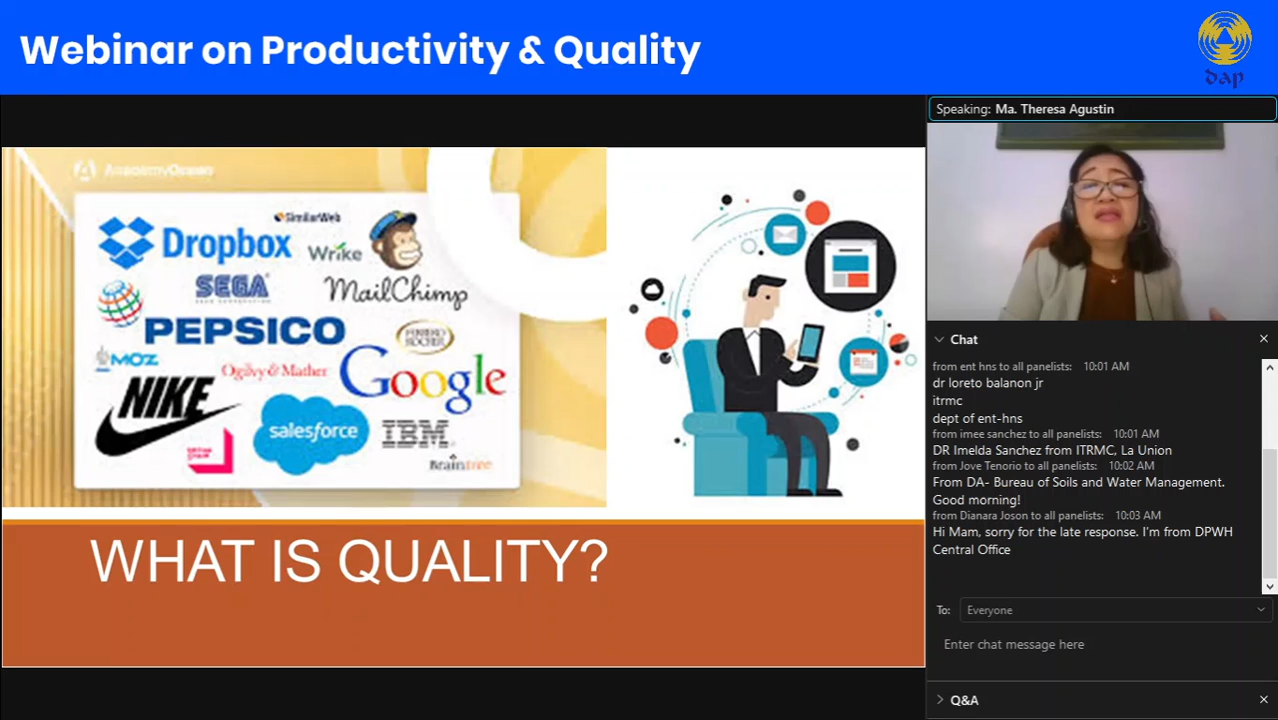 Webinar on Productivity & Quality
dap
Speaking: Ma. Theresa Agustin
AcademyOcean
SimilarWeb
Dropbox
Wrike
SEGA
MailChimp
PEPSICO
FERRERO
ROCHER
MOZ
Ogilvy & Mather
Google
NIKE
salesforce
IBM
Braintree
WHAT IS QUALITY?
Chat
from ent hns to all panelists: 10:01 AM
dr loreto balanon jr
itrmc
dept of ent-hns
from imee sanchez to all panelists: 10:01 AM
DR Imelda Sanchez from ITRMC, La Union
from Jove Tenorio to all panelists: 10:02 AM
From DA- Bureau of Soils and Water Management.
Good morning!
from Dianara Joson to all panelists: 10:03 AM
Hi Mam, sorry for the late response. I'm from DPWH
Central Office
To: Everyone
Enter chat message here
Q&A